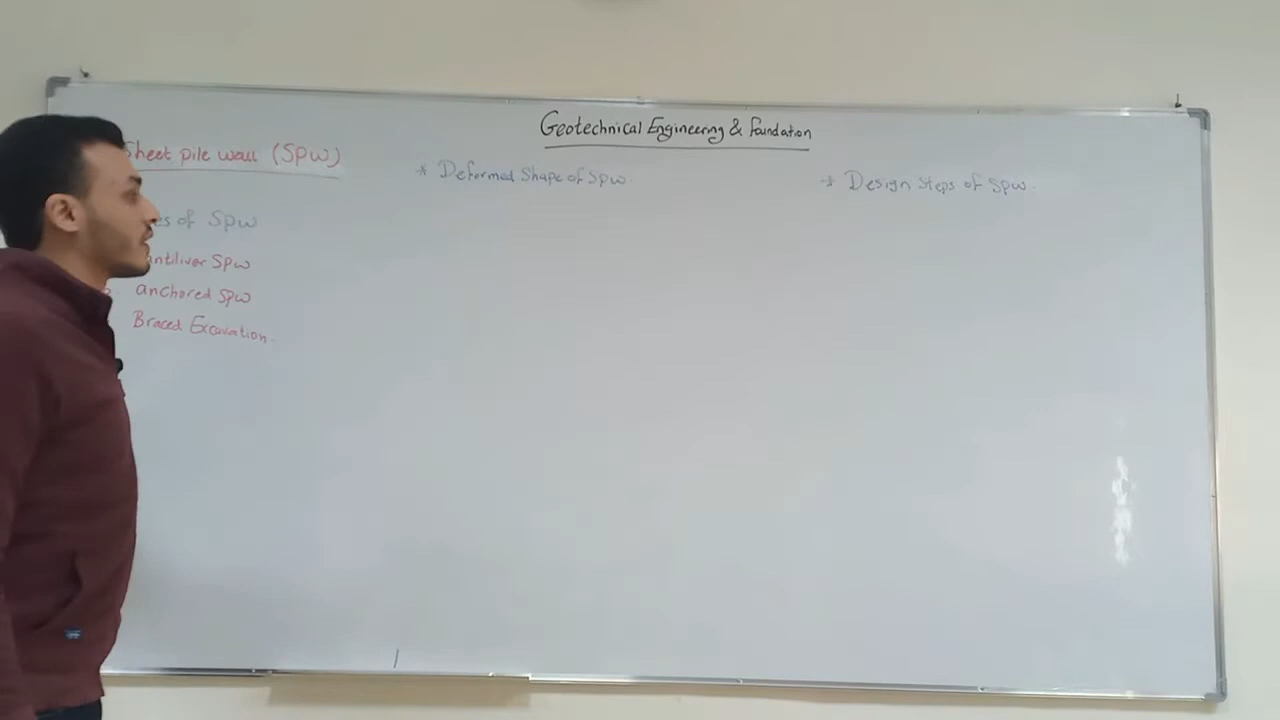 Geotechnical Engineering & Foundation
Sheet pile wall (SPW)
of SPW
SPW
anchored SPW
Braced Excavation.
* Deformed Shape of SPW.
* Design Steps of SPW.